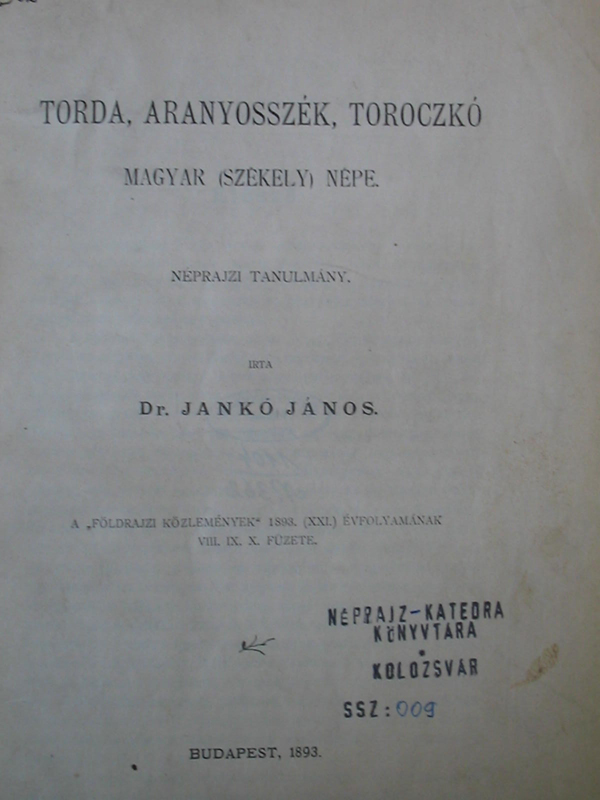 TORDA, ARANYOSSZÉK, TOROCZKÓ
MAGYAR (SZÉKELY) NÉPE.
NÉPRAJZI TANULMÁNY.
IRTA
Dr. JANKÓ JÁNOS.
A „FÖLDRAJZI KÖZLEMÉNYEK“ 1893. (XXI.) ÉVFOLYAMÁNAK
VIII. IX. X. FÜZETE.
NÉPRAJZ-KATEDRA
KÖNYVTÁRA
KOLOZSVÁR
SSZ: 009
BUDAPEST, 1893.